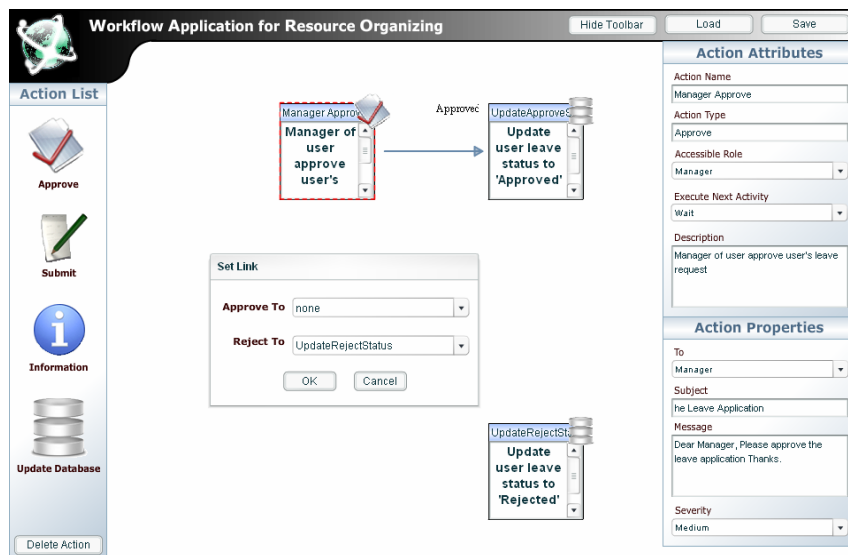 Workflow Application for Resource Organizing
Hide Toolbar
Load
Save
Action List
Approve
Submit
Information
Update Database
Delete Action
Manager Approv
Manager of
user
approve
user's
Approved
UpdateApproveS
Update
user leave
status to
'Approved'
Set Link
Approve To
none
Reject To
UpdateRejectStatus
OK
Cancel
UpdateRejectSta
Update
user leave
status to
'Rejected'
Action Attributes
Action Name
Manager Approve
Action Type
Approve
Accessible Role
Manager
Execute Next Activity
Wait
Description
Manager of user approve user's leave
request
Action Properties
To
Manager
Subject
he Leave Application
Message
Dear Manager, Please approve the
leave application Thanks.
Severity
Medium